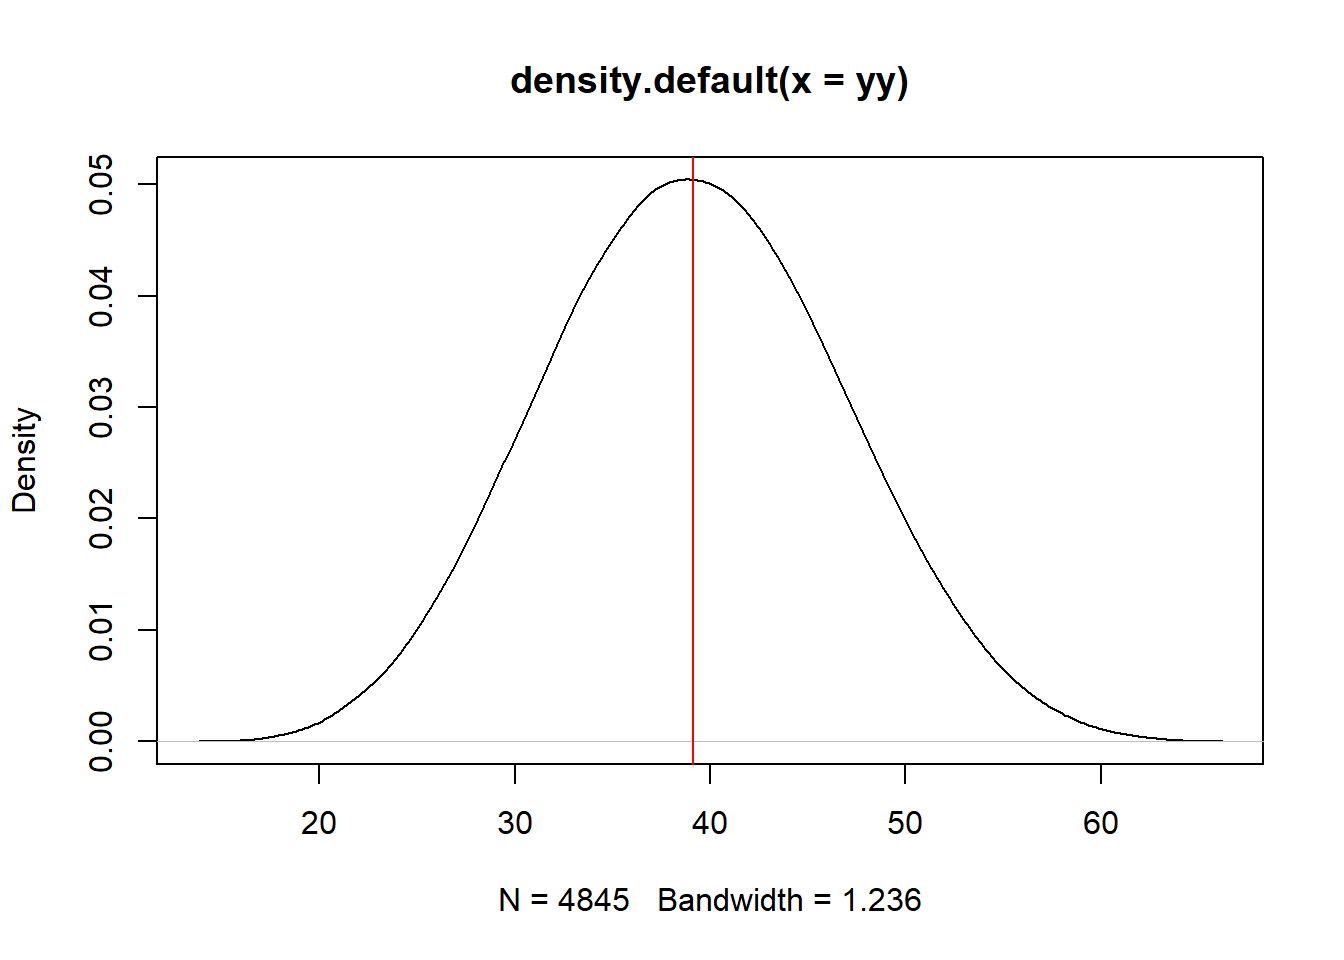 density.default(x = yy)
Density
0.05
0.04
0.03
0.02
0.01
0.00
20 30 40 50 60
N = 4845 Bandwidth = 1.236